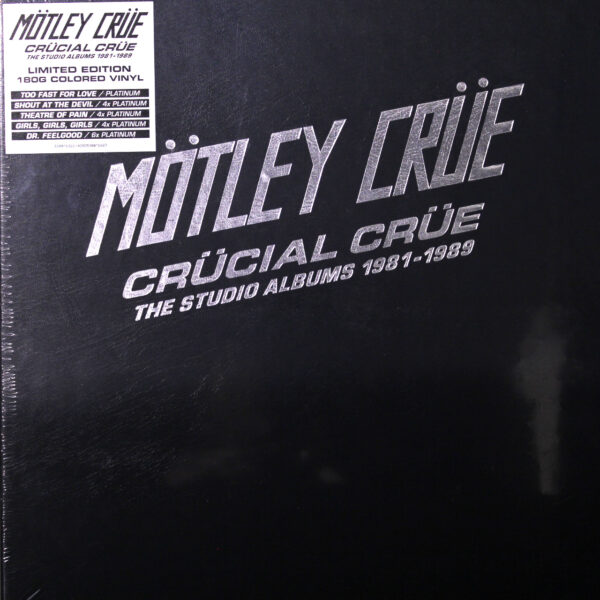 MÖTLEY CRÜE
CRÜCIAL CRÜE
THE STUDIO ALBUMS 1981-1989
LIMITED EDITION
180G COLORED VINYL
TOO FAST FOR LOVE / PLATINUM
SHOUT AT THE DEVIL / 4x PLATINUM
THEATRE OF PAIN / 4x PLATINUM
GIRLS, GIRLS, GIRLS / 4x PLATINUM
DR. FEELGOOD / 6x PLATINUM
MÖTLEY CRÜE
CRÜCIAL CRÜE
THE STUDIO ALBUMS 1981-1989